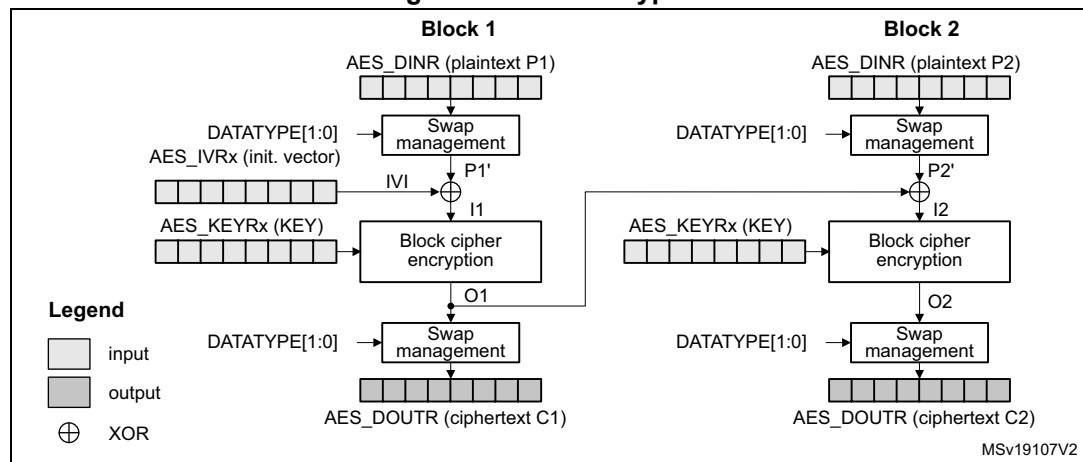 Block 1
Block 2
AES_DINR (plaintext P1)
AES_DINR (plaintext P2)
DATATYPE[1:0]
Swap
management
DATATYPE[1:0]
Swap
management
AES_IVRx (init. vector)
IVI
P1'
P2'
I1
I2
AES_KEYRx (KEY)
Block cipher
encryption
AES_KEYRx (KEY)
Block cipher
encryption
O1
O2
Legend
input
output
XOR
DATATYPE[1:0]
Swap
management
DATATYPE[1:0]
Swap
management
AES_DOUTR (ciphertext C1)
AES_DOUTR (ciphertext C2)
MSv19107V2